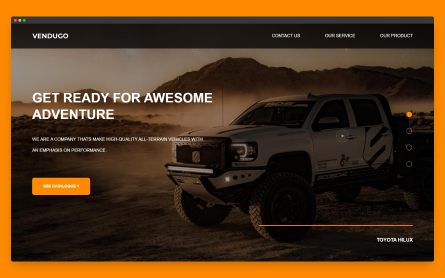 VENDUGO
CONTACT US
OUR SERVICE
OUR PRODUCT
GET READY FOR AWESOME
ADVENTURE
WE ARE A COMPANY THATS MAKE HIGH-QUALITY ALL-TERRAIN VEHICLES WITH
AN EMPHASIS ON PERFORMANCE.
SEE CATALOGUE
TOYOTA HILUX